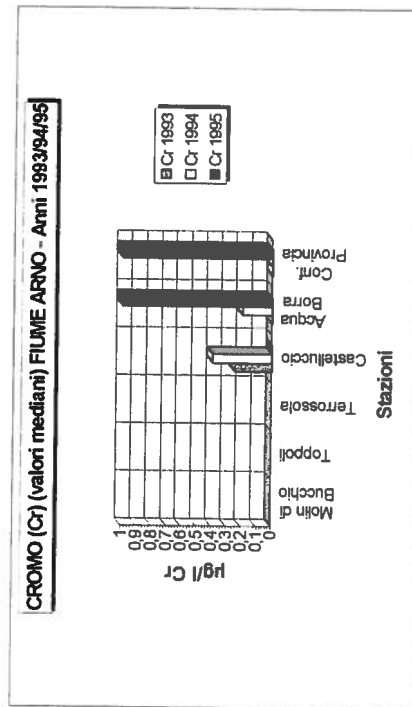 CROMO (Cr) (valori mediani) FIUME ARNO - Anni 1993/94/95
µg/l Cr
1
0,9
0,8
0,7
0,6
0,5
0,4
0,3
0,2
0,1
0
Molin di
Bucchio
Toppoli
Terrossola
Castelluccio
Acqua
Borra
Conf.
Provincia
Stazioni
Cr 1993
Cr 1994
Cr 1995